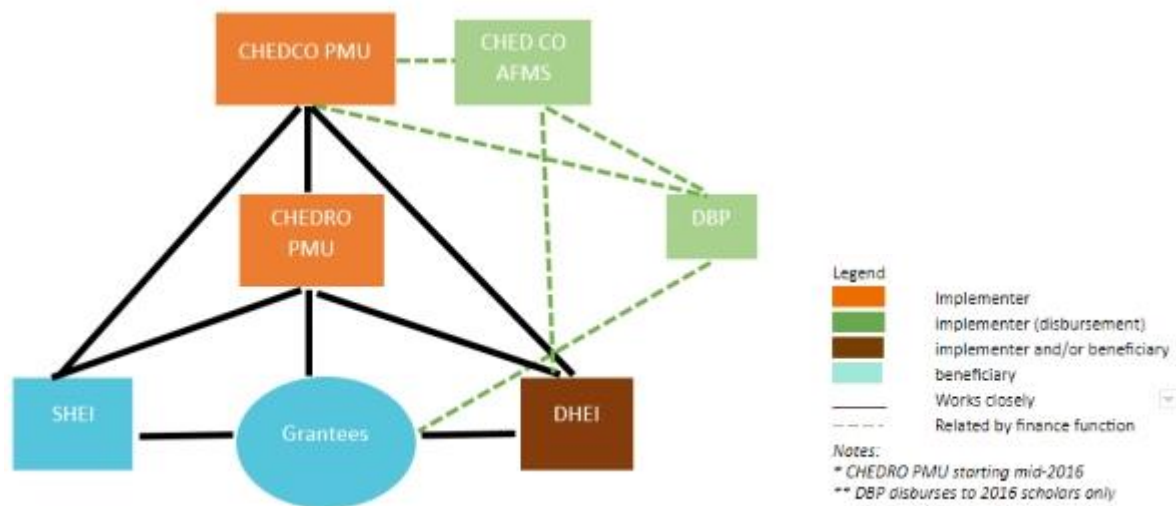 CHEDCO PMU
CHED CO
AFMS
CHEDRO
PMU
DBP
SHEI
Grantees
DHEI
Legend
Implementer
implementer (disbursement)
implementer and/or beneficiary
beneficiary
Works closely
Related by finance function
Notes:
* CHEDRO PMU starting mid-2016
** DBP disburses to 2016 scholars only